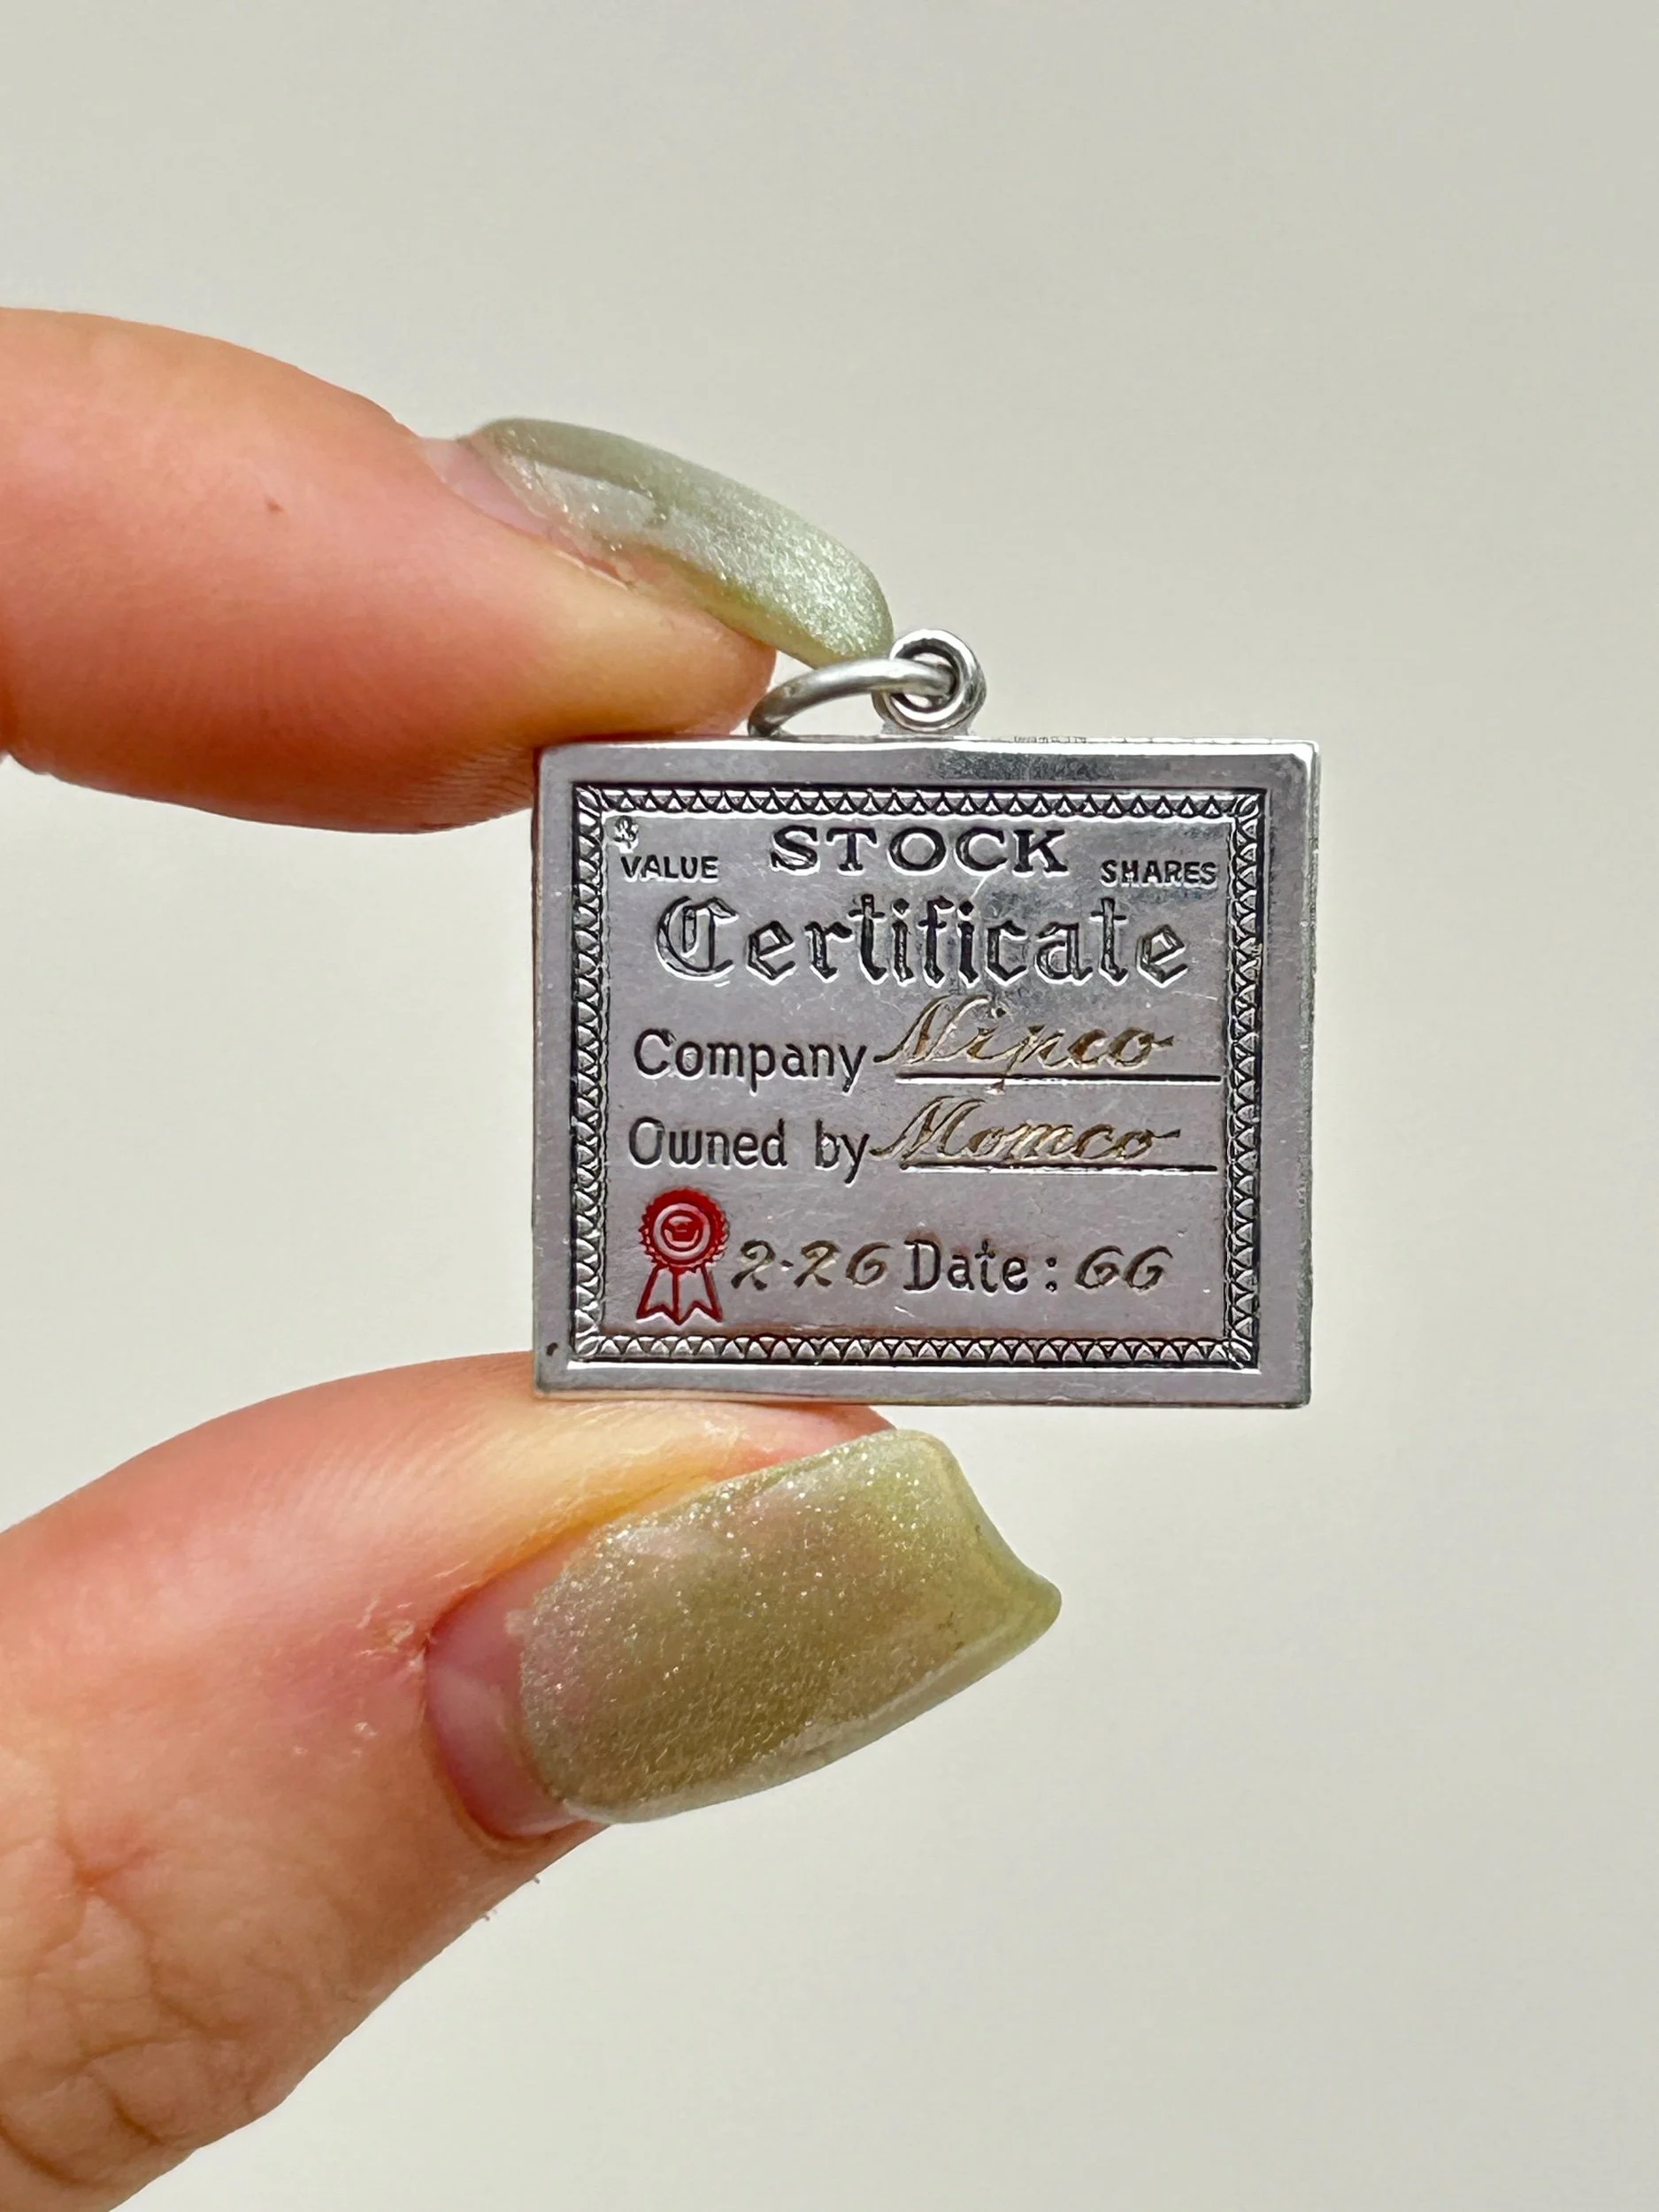 $
VALUE STOCK SHARES
Certificate
Company Nipco
Owned by Momco
2-26 Date: 66